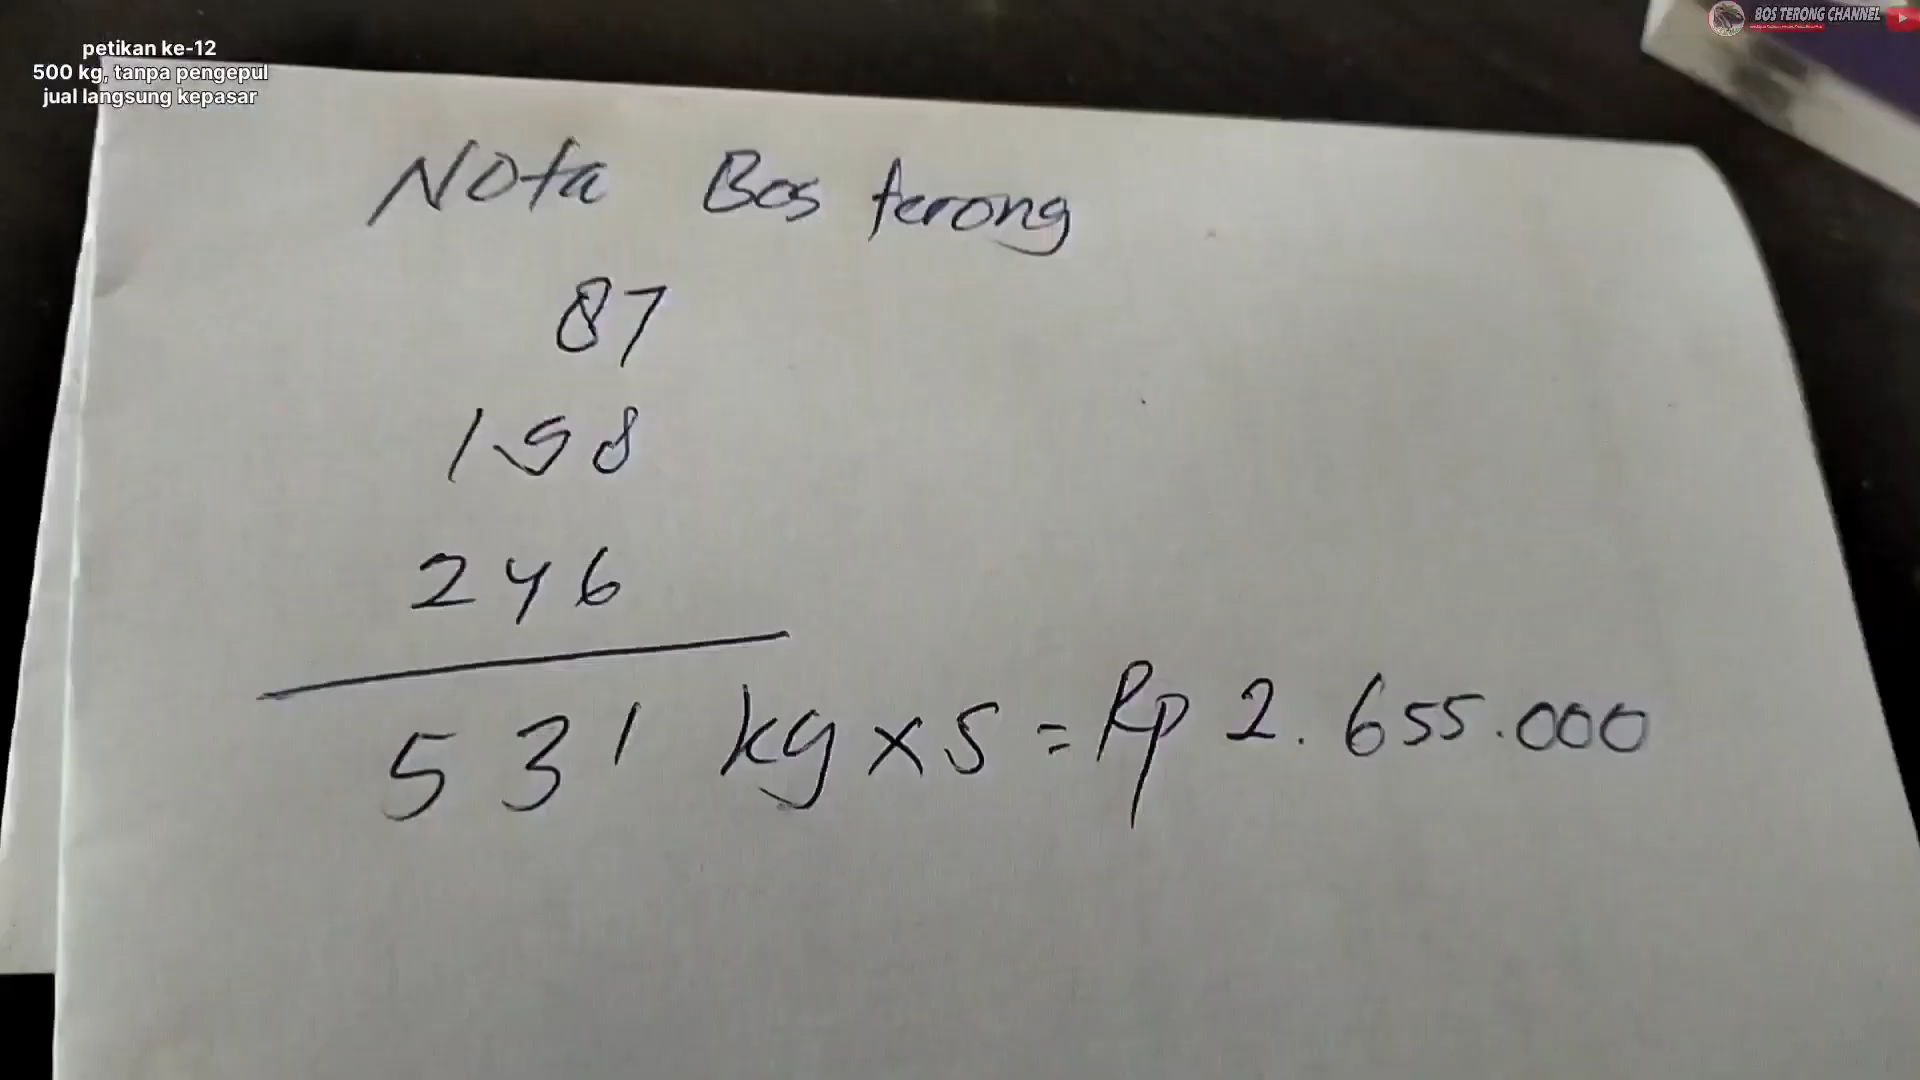 petikan ke-12
500 kg, tanpa pengepul
jual langsung kepasar
BOS TERONG CHANNEL
Nota Bos terong
87
198
246
531 kg x 5 = Rp 2.655.000